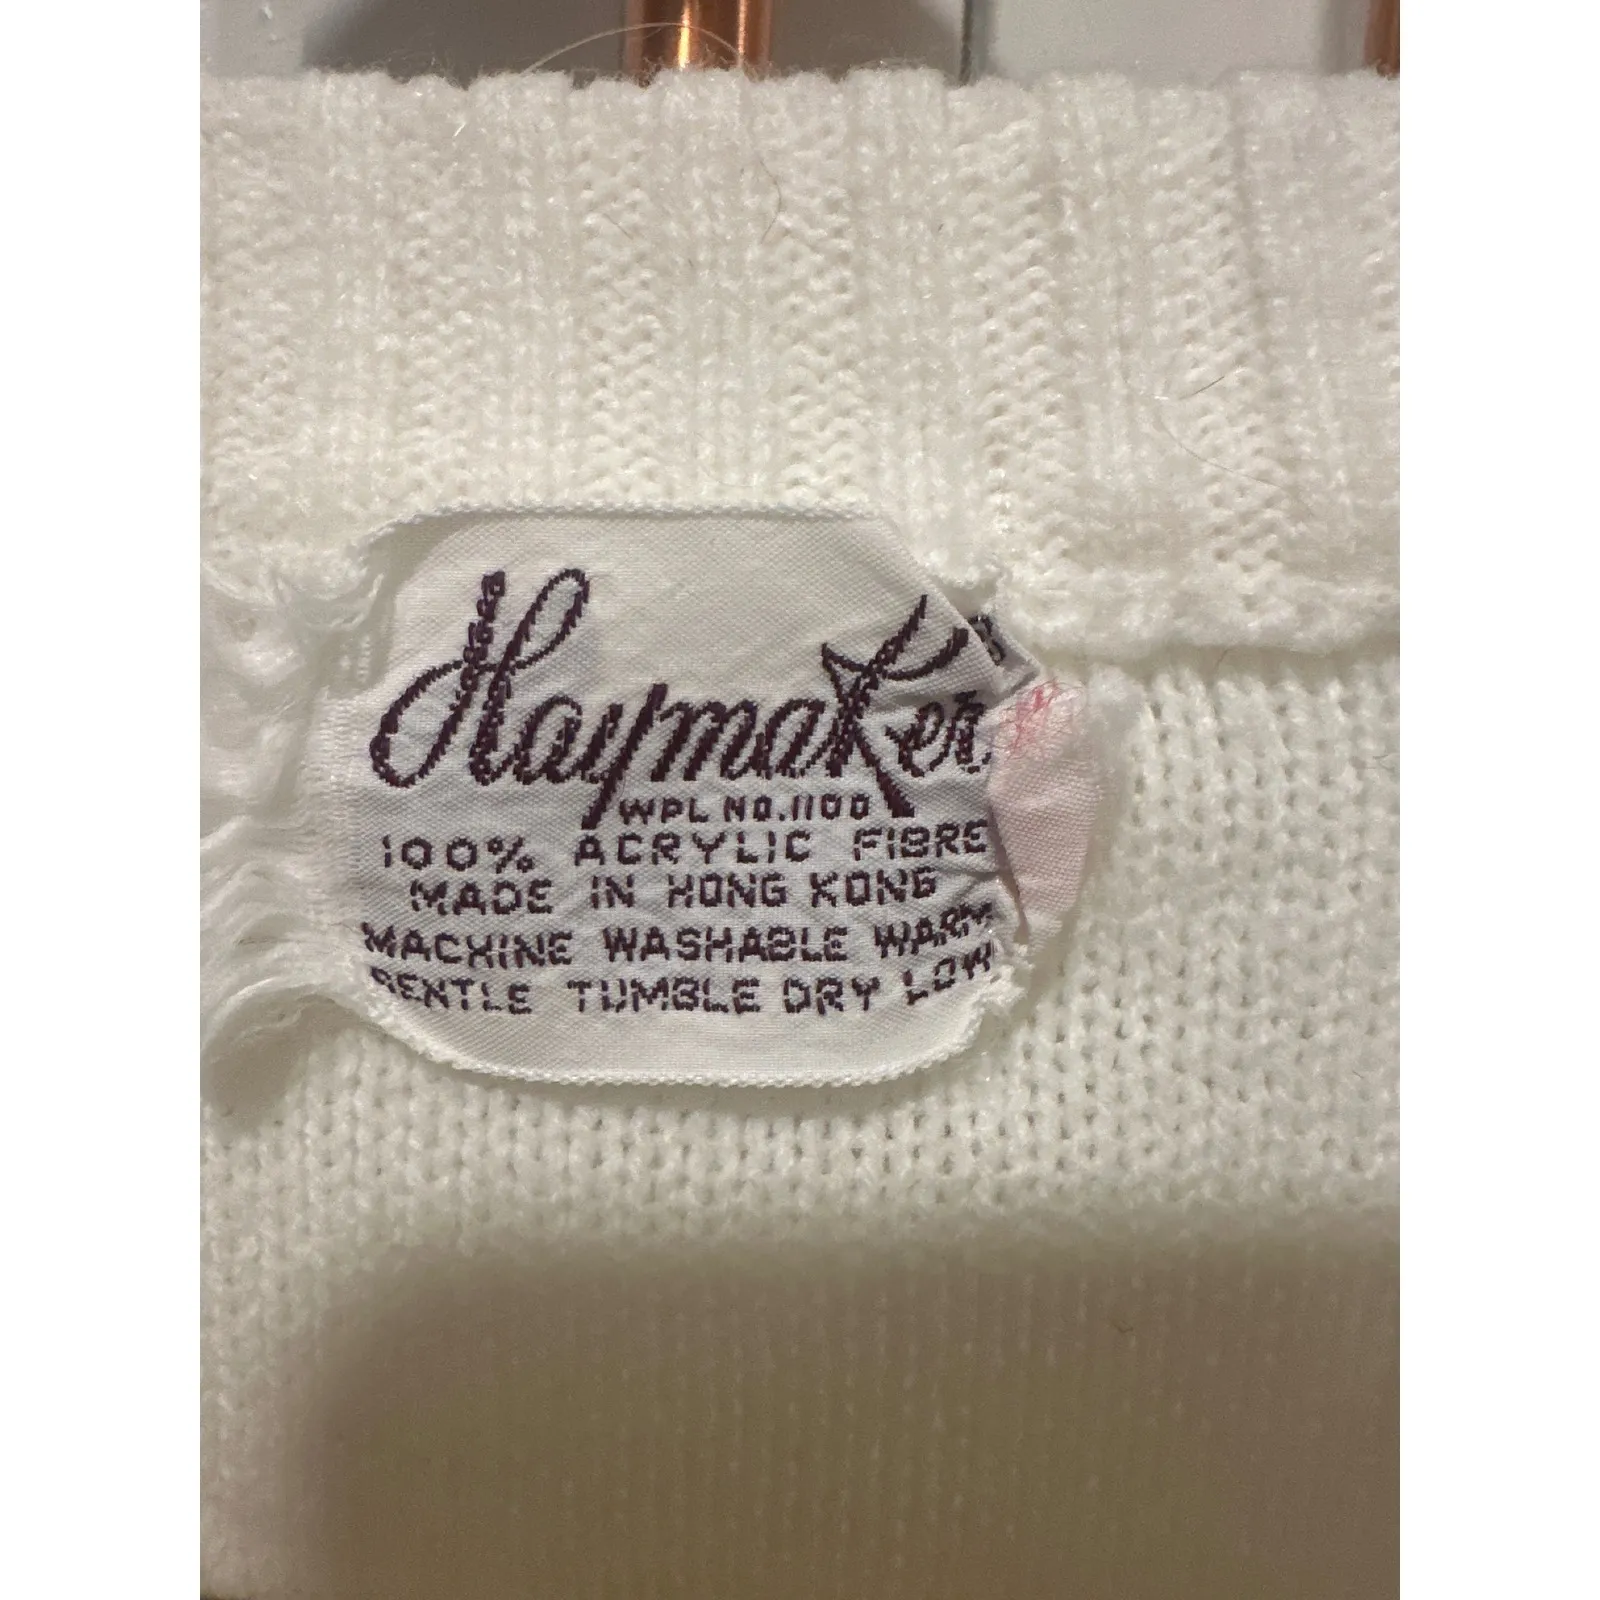 Haymaker
WPL NO. 1100
100% ACRYLIC FIBRE
MADE IN HONG KONG
MACHINE WASHABLE WARM
GENTLE TUMBLE DRY LOW